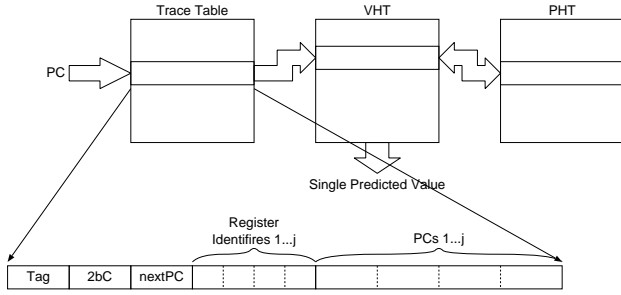 Trace Table
VHT
PHT
PC
Single Predicted Value
Register
Identifires 1...j
PCs 1...j
Tag
2bC
nextPC